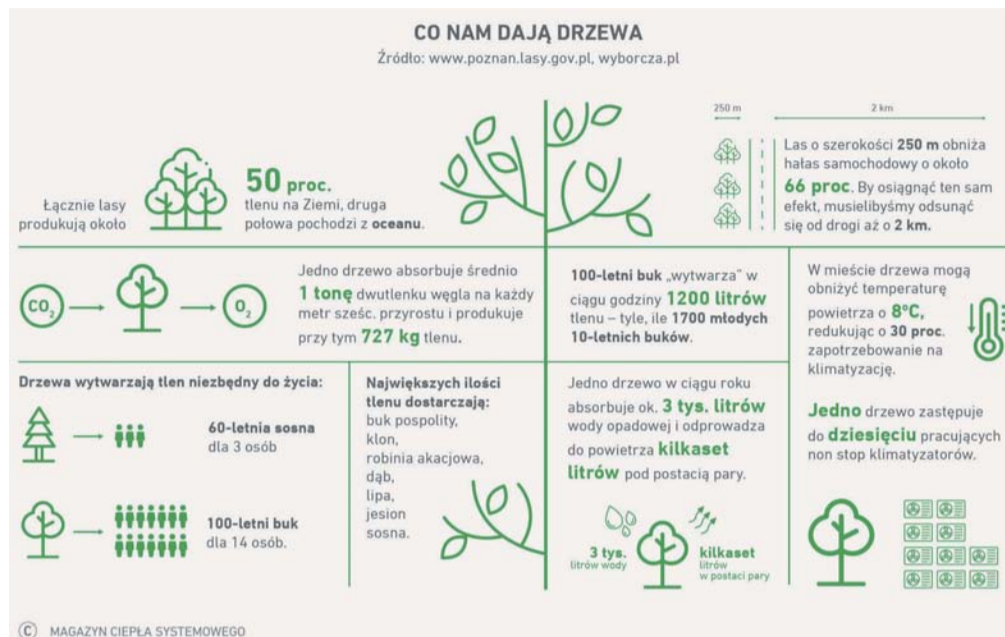 CO NAM DAJĄ DRZEWA
Źródło: www.poznan.lasy.gov.pl, wyborcza.pl
Łącznie lasy
produkują około
50 proc.
tlenu na Ziemi, druga
połowa pochodzi z oceanu.
250 m
2 km
Las o szerokości 250 m obniża
hałas samochodowy o około
66 proc. By osiągnąć ten sam
efekt, musielibyśmy odsunąć
się od drogi aż o 2 km.
CO₂
O₂
Jedno drzewo absorbuje średnio
1 tonę dwutlenku węgla na każdy
metr sześc. przyrostu i produkuje
przy tym 727 kg tlenu.
100-letni buk „wytwarza” w
ciągu godziny 1200 litrów
tlenu – tyle, ile 1700 młodych
10-letnich buków.
W mieście drzewa mogą
obniżyć temperaturę
powietrza o 8°C,
redukując o 30 proc.
zapotrzebowanie na
klimatyzację.
Jedno drzewo zastępuje
do dziesięciu pracujących
non stop klimatyzatorów.
Drzewa wytwarzają tlen niezbędny do życia:
60-letnia sosna
dla 3 osób
100-letni buk
dla 14 osób.
Największych ilości
tlenu dostarczają:
buk pospolity,
klon,
robinia akacjowa,
dąb,
lipa,
jesion
sosna.
Jedno drzewo w ciągu roku
absorbuje ok. 3 tys. litrów
wody opadowej i odprowadza
do powietrza kilkaset
litrów pod postacią pary.
3 tys.
litrów wody
kilkaset
litrów
w postaci pary
© MAGAZYN CIEPŁA SYSTEMOWEGO